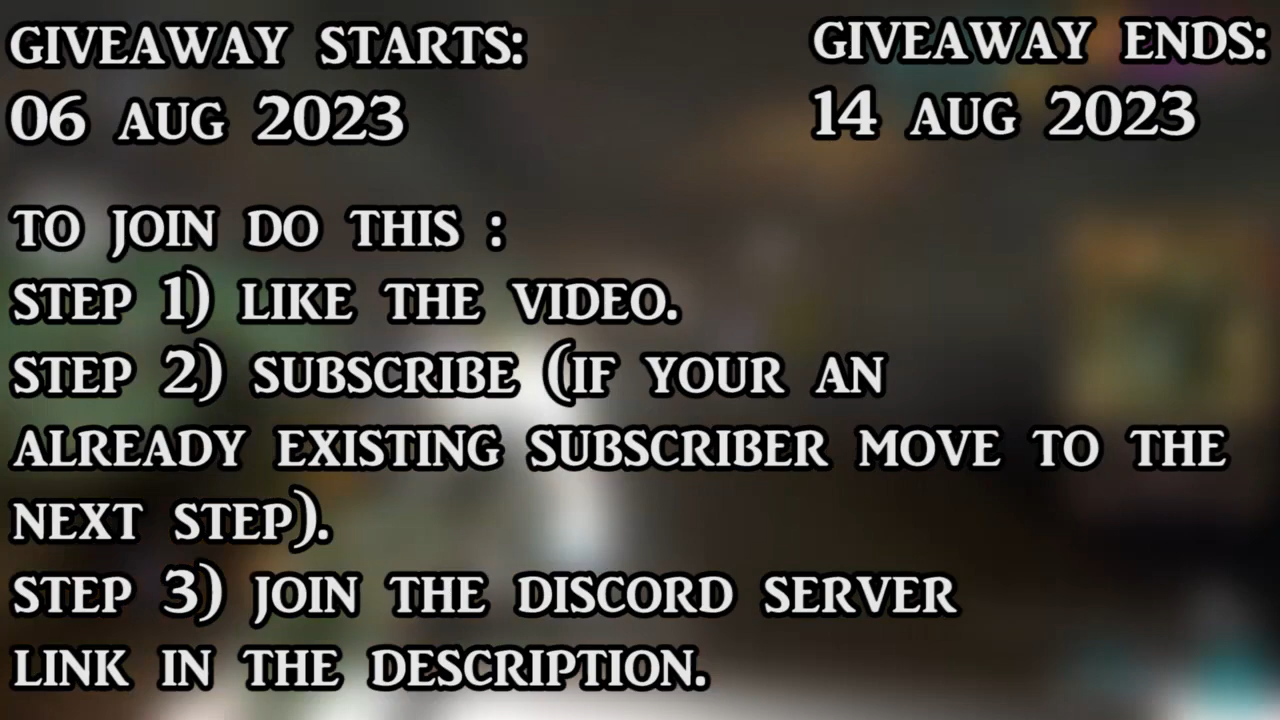 GIVEAWAY STARTS:
06 AUG 2023
GIVEAWAY ENDS:
14 AUG 2023
TO JOIN DO THIS :
STEP 1) LIKE THE VIDEO.
STEP 2) SUBSCRIBE (IF YOUR AN
ALREADY EXISTING SUBSCRIBER MOVE TO THE
NEXT STEP).
STEP 3) JOIN THE DISCORD SERVER
LINK IN THE DESCRIPTION.